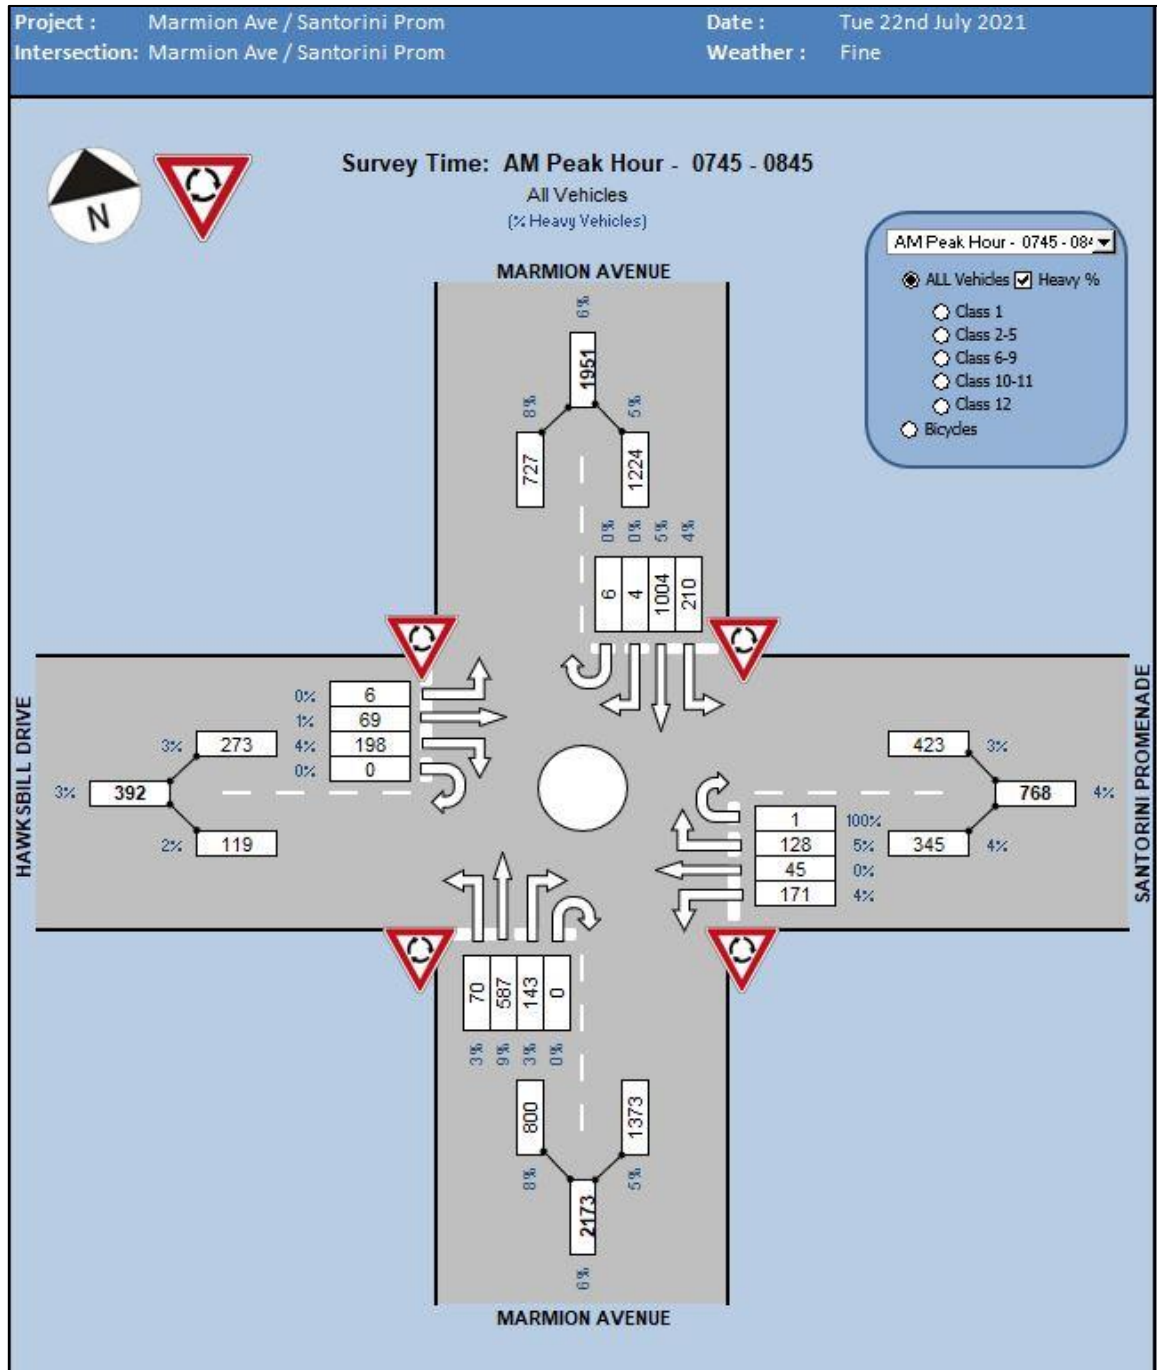 Project : Marmion Ave / Santorini Prom Date : Tue 22nd July 2021
Intersection: Marmion Ave / Santorini Prom Weather : Fine
N
Survey Time: AM Peak Hour - 0745 - 0845
All Vehicles
(% Heavy Vehicles)
AM Peak Hour - 0745 - 084
ALL Vehicles Heavy %
Class 1
Class 2-5
Class 6-9
Class 10-11
Class 12
Bicycles
MARMION AVENUE
6%
1951
8% 5%
727 1224
0% 0% 5% 4%
6 4 1004 210
HAWKSBILL DRIVE
0% 6
1% 69
4% 198
0% 0
3% 273
3% 392
2% 119
SANTORINI PROMENADE
423 3%
768 4%
345 4%
1 100%
128 5%
45 0%
171 4%
70 587 143 0
3% 9% 3% 0%
800 1373
8% 5%
2173
6%
MARMION AVENUE